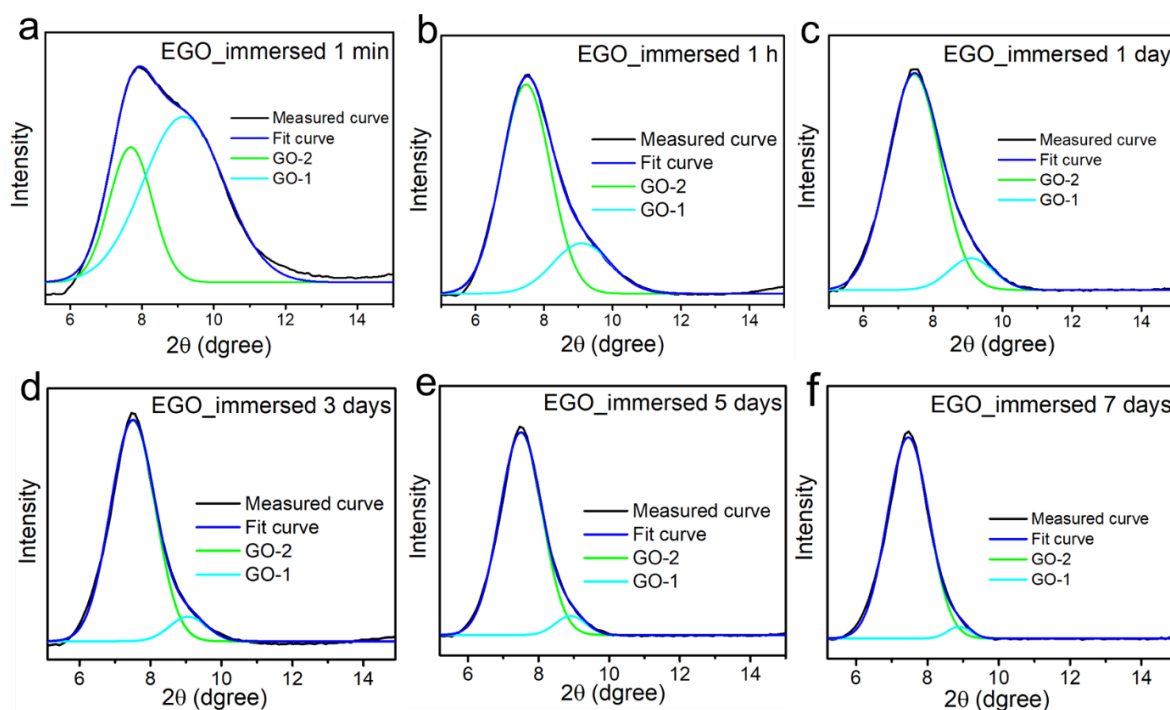 a
EGO_immersed 1 min
Intensity
Measured curve
Fit curve
GO-2
GO-1
6 8 10 12 14
2θ (dgree)
b
EGO_immersed 1 h
Intensity
Measured curve
Fit curve
GO-2
GO-1
6 8 10 12 14
2θ (dgree)
c
EGO_immersed 1 day
Intensity
Measured curve
Fit curve
GO-2
GO-1
6 8 10 12 14
2θ (dgree)
d
EGO_immersed 3 days
Intensity
Measured curve
Fit curve
GO-2
GO-1
6 8 10 12 14
2θ (dgree)
e
EGO_immersed 5 days
Intensity
Measured curve
Fit curve
GO-2
GO-1
6 8 10 12 14
2θ (dgree)
f
EGO_immersed 7 days
Intensity
Measured curve
Fit curve
GO-2
GO-1
6 8 10 12 14
2θ (dgree)